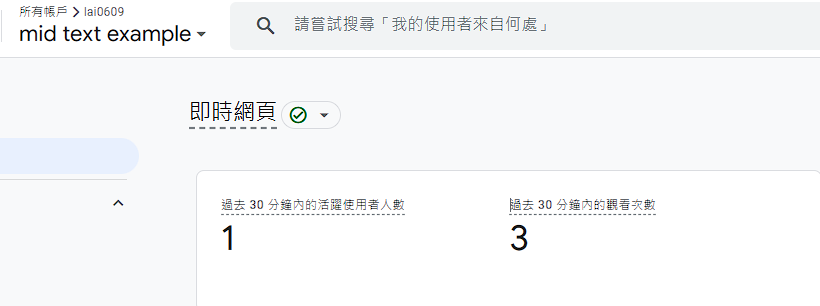 所有帳戶 > lai0609
mid text example
請嘗試搜尋「我的使用者來自何處」
即時網頁
過去 30 分鐘內的活躍使用者人數
1
過去 30 分鐘內的觀看次數
3